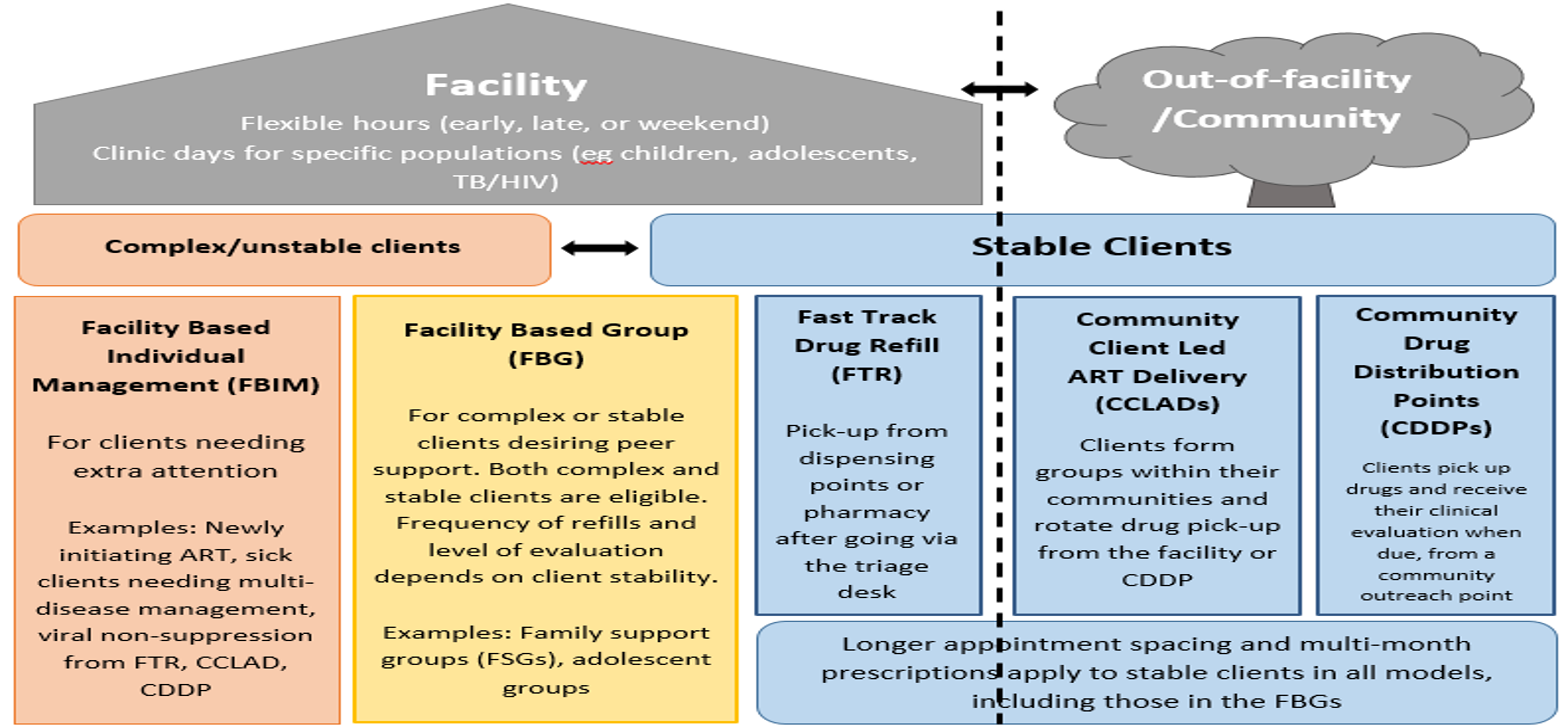 Facility
Flexible hours (early, late, or weekend)
Clinic days for specific populations (eg children, adolescents,
TB/HIV)
Out-of-facility
/Community
Complex/unstable clients
Stable Clients
Facility Based
Individual
Management (FBIM)
For clients needing
extra attention
Examples: Newly
initiating ART, sick
clients needing multi-
disease management,
viral non-suppression
from FTR, CCLAD,
CDDP
Facility Based Group
(FBG)
For complex or stable
clients desiring peer
support. Both complex and
stable clients are eligible.
Frequency of refills and
level of evaluation
depends on client stability.
Examples: Family support
groups (FSGs), adolescent
groups
Fast Track
Drug Refill
(FTR)
Pick-up from
dispensing
points or
pharmacy
after going via
the triage
desk
Community
Client Led
ART Delivery
(CCLADs)
Clients form
groups within their
communities and
rotate drug pick-up
from the facility or
CDDP
Community
Drug
Distribution
Points
(CDDPs)
Clients pick up
drugs and receive
their clinical
evaluation when
due, from a
community
outreach point
Longer appointment spacing and multi-month
prescriptions apply to stable clients in all models,
including those in the FBGs